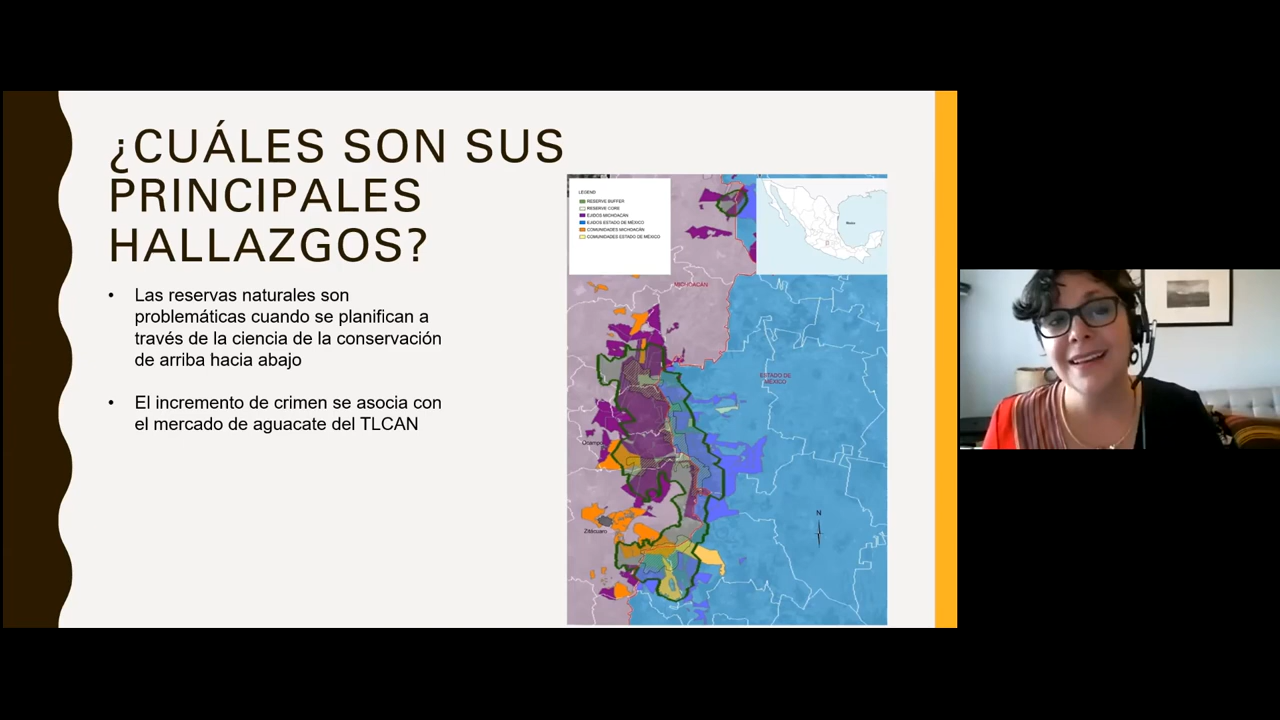 ¿CUÁLES SON SUS
PRINCIPALES
HALLAZGOS?
• Las reservas naturales son
problemáticas cuando se planifican a
través de la ciencia de la conservación
de arriba hacia abajo
• El incremento de crimen se asocia con
el mercado de aguacate del TLCAN
LEGEND
RESERVE BUFFER
RESERVE CORE
EJIDOS MICHOACÁN
EJIDOS ESTADO DE MÉXICO
COMUNIDADES MICHOACÁN
COMUNIDADES ESTADO DE MÉXICO
MICHOACÁN
ESTADO DE
MÉXICO
Ocampo
Zitácuaro
N